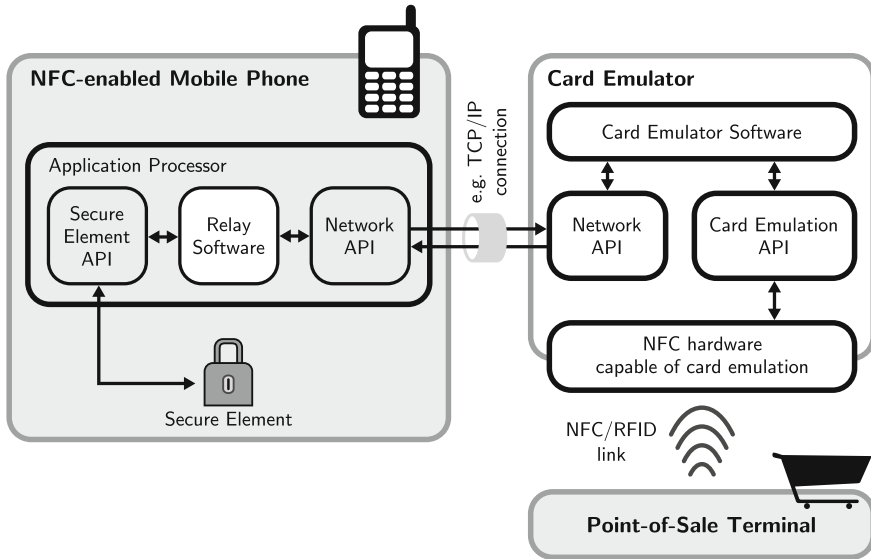 NFC-enabled Mobile Phone
Application Processor
Secure
Element
API
Relay
Software
Network
API
Secure Element
e.g. TCP/IP
connection
Card Emulator
Card Emulator Software
Network
API
Card Emulation
API
NFC hardware
capable of card emulation
NFC/RFID
link
Point-of-Sale Terminal